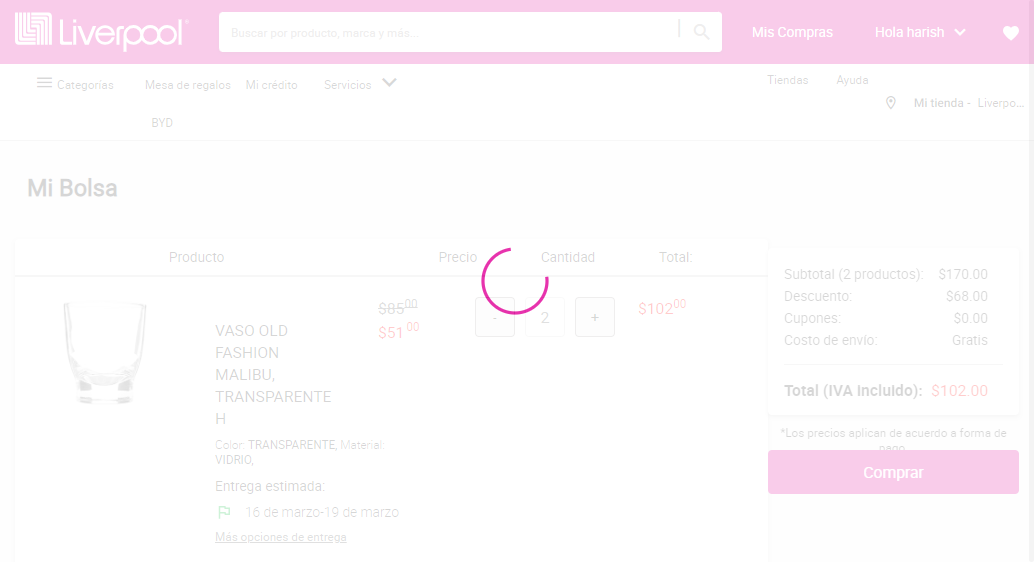 Liverpool
Buscar por producto, marca y más...
Mis Compras
Hola harish
Categorías
Mesa de regalos
Mi crédito
Servicios
Tiendas
Ayuda
Mi tienda - Liverpo...
BYD
Mi Bolsa
Producto
Precio
Cantidad
Total:
VASO OLD
FASHION
MALIBU,
TRANSPARENTE
H
Color: TRANSPARENTE, Material:
VIDRIO,
Entrega estimada:
16 de marzo-19 de marzo
Más opciones de entrega
$8500
$51 00
- 2 +
$10200
Subtotal (2 productos): $170.00
Descuento: $68.00
Cupones: $0.00
Costo de envío: Gratis
Total (IVA incluido): $102.00
*Los precios aplican de acuerdo a forma de
pago
Comprar